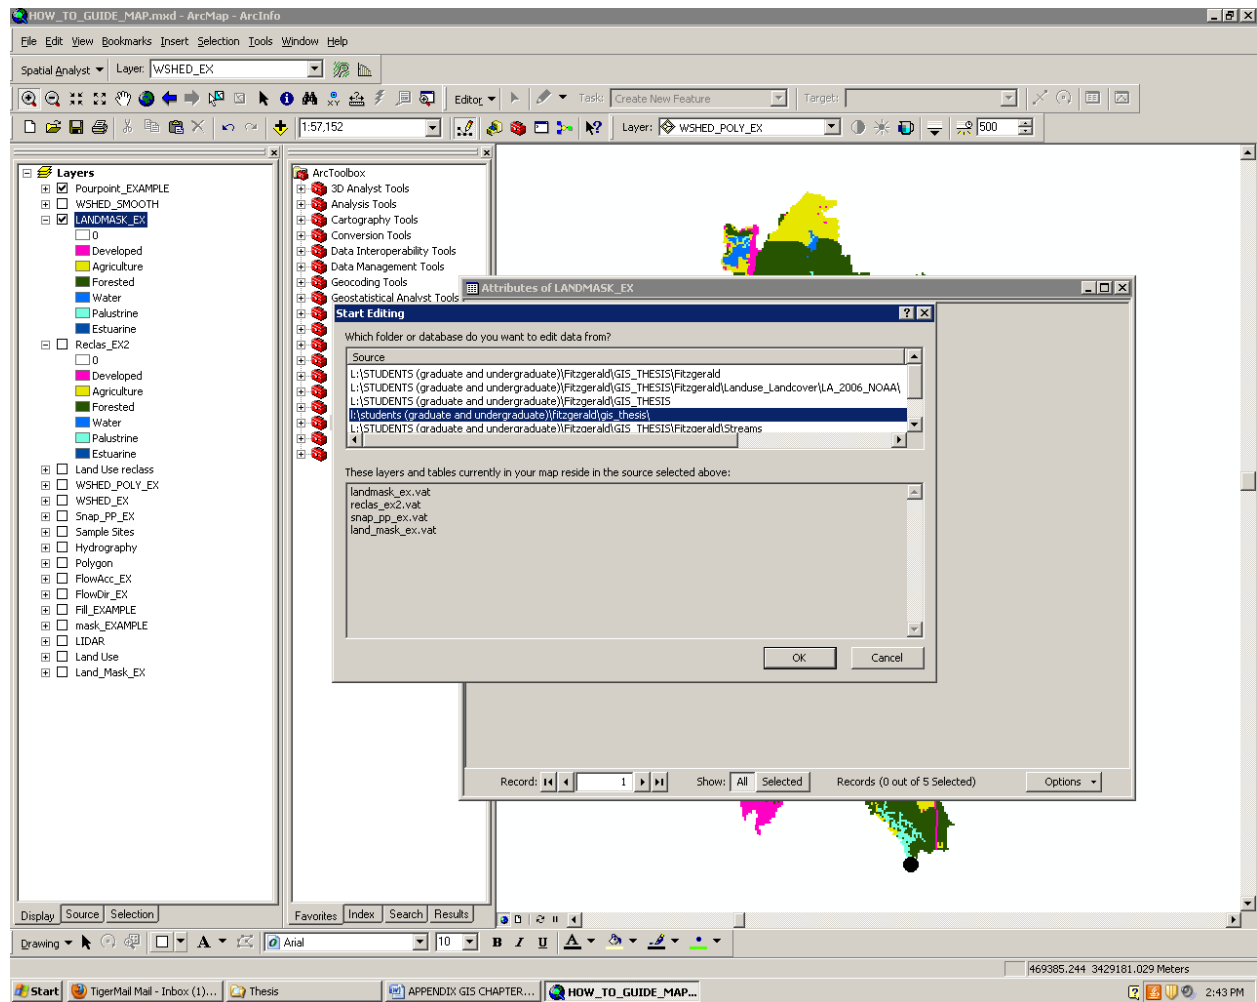 HOW_TO_GUIDE_MAP.mxd - ArcMap - ArcInfo
File Edit View Bookmarks Insert Selection Tools Window Help
Spatial Analyst Layer: WSHED_EX
Editor Task: Create New Feature Target:
1:57,152 Layer: WSHED_POLY_EX 500
Layers
Pourpoint_EXAMPLE
WSHED_SMOOTH
LANDMASK_EX
0
Developed
Agriculture
Forested
Water
Palustrine
Estuarine
Reclas_EX2
0
Developed
Agriculture
Forested
Water
Palustrine
Estuarine
Land Use reclass
WSHED_POLY_EX
WSHED_EX
Snap_PP_EX
Sample Sites
Hydrography
Polygon
FlowAcc_EX
FlowDir_EX
Fill_EXAMPLE
mask_EXAMPLE
LIDAR
Land Use
Land_Mask_EX
Display Source Selection
ArcToolbox
3D Analyst Tools
Analysis Tools
Cartography Tools
Conversion Tools
Data Interoperability Tools
Data Management Tools
Geocoding Tools
Geostatistical Analyst Tools
Favorites Index Search Results
Attributes of LANDMASK_EX
Start Editing
Which folder or database do you want to edit data from?
Source
L:\STUDENTS (graduate and undergraduate)\Fitzgerald\GIS_THESIS\Fitzgerald
L:\STUDENTS (graduate and undergraduate)\Fitzgerald\GIS_THESIS\Fitzgerald\Landuse_Landcover\LA_2006_NOAA\
L:\STUDENTS (graduate and undergraduate)\Fitzgerald\GIS_THESIS
l:\students (graduate and undergraduate)\fitzgerald\gis_thesis\
L:\STUDENTS (graduate and undergraduate)\Fitzgerald\GIS_THESIS\Fitzgerald\Streams
These layers and tables currently in your map reside in the source selected above:
landmask_ex.vat
reclas_ex2.vat
snap_pp_ex.vat
land_mask_ex.vat
OK Cancel
Record: 1 Show: All Selected Records (0 out of 5 Selected) Options
Drawing A Arial 10 B I U A
469385.244 3429181.029 Meters
Start TigerMail Mail - Inbox (1)... Thesis APPENDIX GIS CHAPTER... HOW_TO_GUIDE_MAP... 2:43 PM